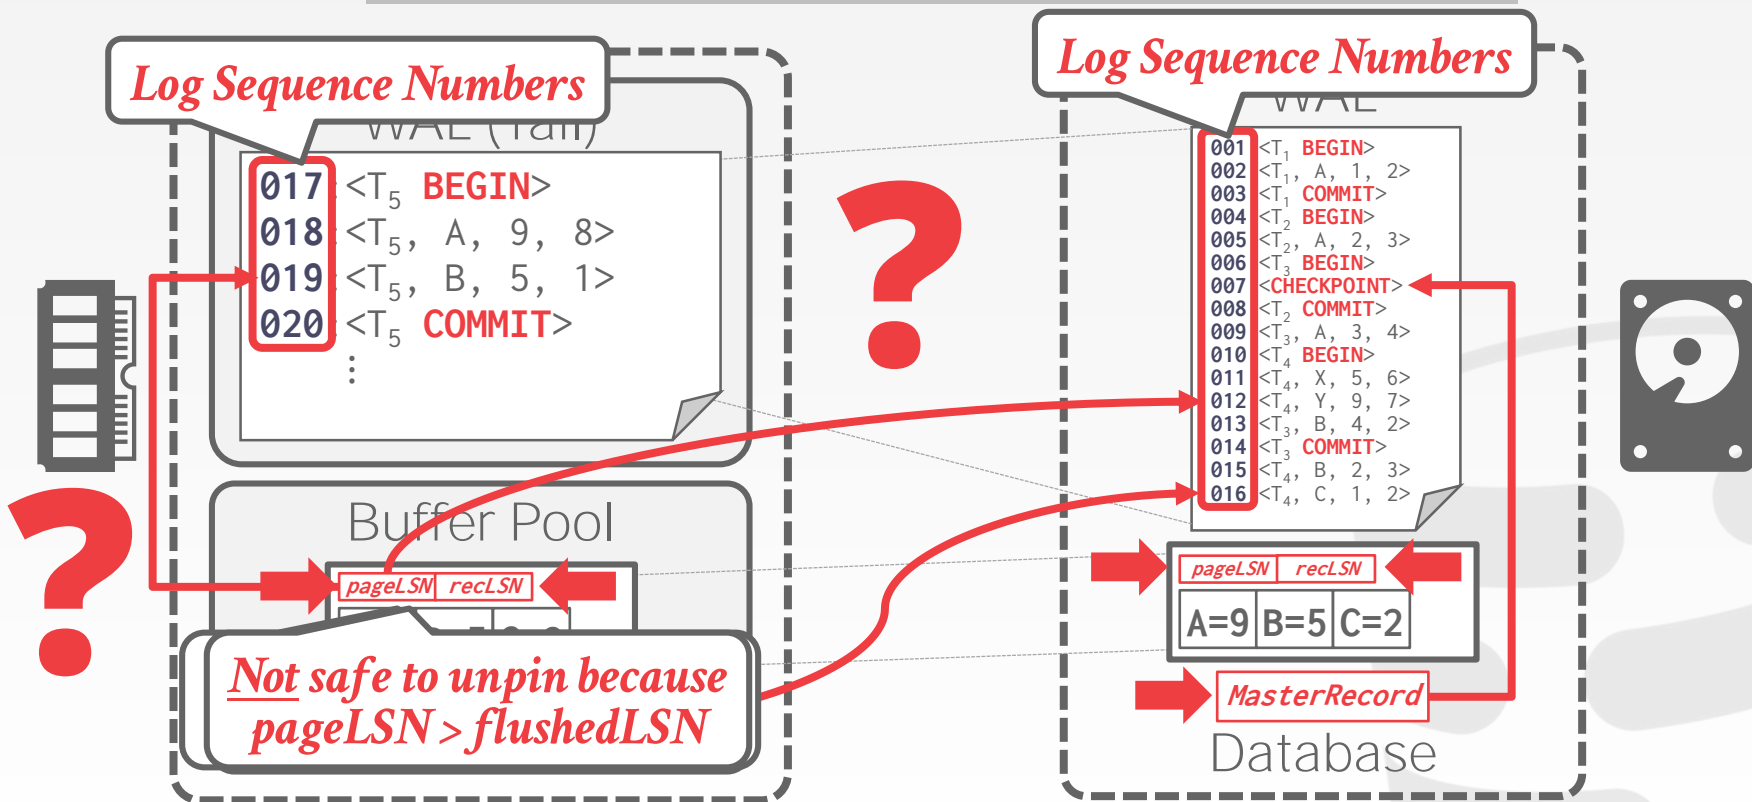 Log Sequence Numbers
WAL (Tail)
017 <T5 BEGIN>
018 <T5, A, 9, 8>
019 <T5, B, 5, 1>
020 <T5 COMMIT>
⋮
?
?
Buffer Pool
pageLSN recLSN
Not safe to unpin because
pageLSN > flushedLSN
Log Sequence Numbers
WAL
001 <T1 BEGIN>
002 <T1, A, 1, 2>
003 <T1 COMMIT>
004 <T2 BEGIN>
005 <T2, A, 2, 3>
006 <T3 BEGIN>
007 <CHECKPOINT>
008 <T2 COMMIT>
009 <T3, A, 3, 4>
010 <T4 BEGIN>
011 <T4, X, 5, 6>
012 <T4, Y, 9, 7>
013 <T3, B, 4, 2>
014 <T3 COMMIT>
015 <T4, B, 2, 3>
016 <T4, C, 1, 2>
pageLSN recLSN
A=9 B=5 C=2
MasterRecord
Database